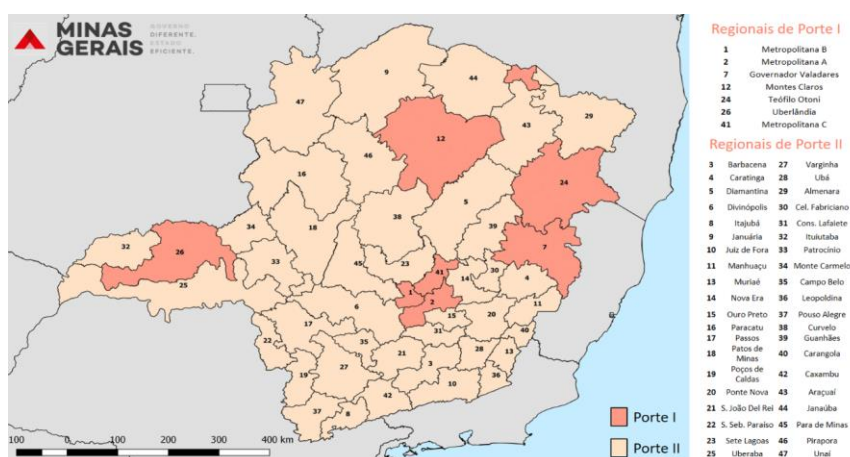 MINAS
GERAIS
GOVERNO
DIFERENTE.
ESTADO
EFICIENTE.
9
44
47
29
43
12
46
16
24
5
38
34
18
39
32
26
7
33
23
45
41
30
14
4
25
1
2
11
6
15
20
17
31
40
22
35
21
28
13
3
19
27
36
10
42
37
8
Porte I
Porte II
100 0 100 200 300 400 km
Regionais de Porte I
1 Metropolitana B
2 Metropolitana A
7 Governador Valadares
12 Montes Claros
24 Teófilo Otoni
26 Uberlândia
41 Metropolitana C
Regionais de Porte II
3 Barbacena 27 Varginha
4 Caratinga 28 Ubá
5 Diamantina 29 Almenara
6 Divinópolis 30 Cel. Fabriciano
8 Itajubá 31 Cons. Lafaiete
9 Januária 32 Ituiutaba
10 Juiz de Fora 33 Patrocínio
11 Manhuaçu 34 Monte Carmelo
13 Muriaé 35 Campo Belo
14 Nova Era 36 Leopoldina
15 Ouro Preto 37 Pouso Alegre
16 Paracatu 38 Curvelo
17 Passos 39 Guanhães
18 Patos de Minas 40 Carangola
19 Poços de Caldas 42 Caxambu
20 Ponte Nova 43 Araçuaí
21 S. João Del Rei 44 Janaúba
22 S. Seb. Paraíso 45 Para de Minas
23 Sete Lagoas 46 Pirapora
25 Uberaba 47 Unaí